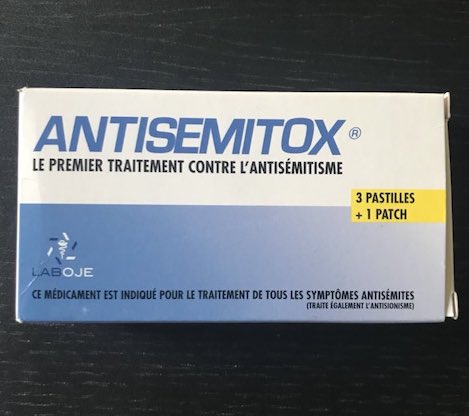 ANTISEMITOX ®
LE PREMIER TRAITEMENT CONTRE L'ANTISÉMITISME
3 PASTILLES
+ 1 PATCH
LABOJE
CE MÉDICAMENT EST INDIQUÉ POUR LE TRAITEMENT DE TOUS LES SYMPTÔMES ANTISÉMITES
(TRAITE ÉGALEMENT L'ANTISIONISME)